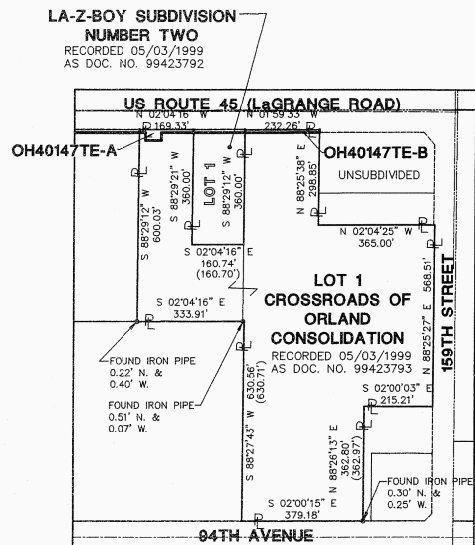 LA-Z-BOY SUBDIVISION
NUMBER TWO
RECORDED 05/03/1999
AS DOC. NO. 99423792
US ROUTE 45 (LaGRANGE ROAD)
N 02°04'16" W
169.33'
N 01°59'33" W
232.26'
OH40147TE-A
OH40147TE-B
UNSUBDIVIDED
S 88°29'12" W
600.03'
S 88°29'21" W
360.00'
LOT 1
S 88°29'12" W
360.00'
N 88°25'38" E
298.85'
N 02°04'25" W
365.00'
S 02°04'16" E
160.74'
(160.70')
S 02°04'16" E
333.91'
LOT 1
CROSSROADS OF
ORLAND
CONSOLIDATION
RECORDED 05/03/1999
AS DOC. NO. 99423793
N 88°25'27" E 568.51'
159TH STREET
FOUND IRON PIPE
0.22' N. &
0.40' W.
FOUND IRON PIPE
0.51' N. &
0.07' W.
S 88°27'43" W 630.56'
(630.71')
S 02°00'03" E
215.21'
N 88°26'13" E
362.80'
(362.97')
FOUND IRON PIPE
0.30' N. &
0.25' W.
S 02°00'15" E
379.18'
94TH AVENUE